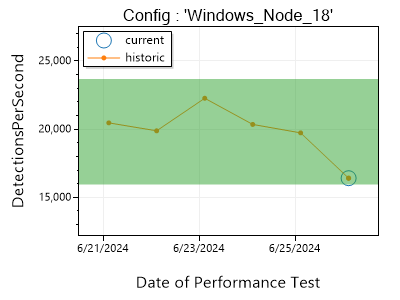 Config : 'Windows_Node_18'
current
historic
DetectionsPerSecond
25,000
20,000
15,000
6/21/2024
6/23/2024
6/25/2024
Date of Performance Test